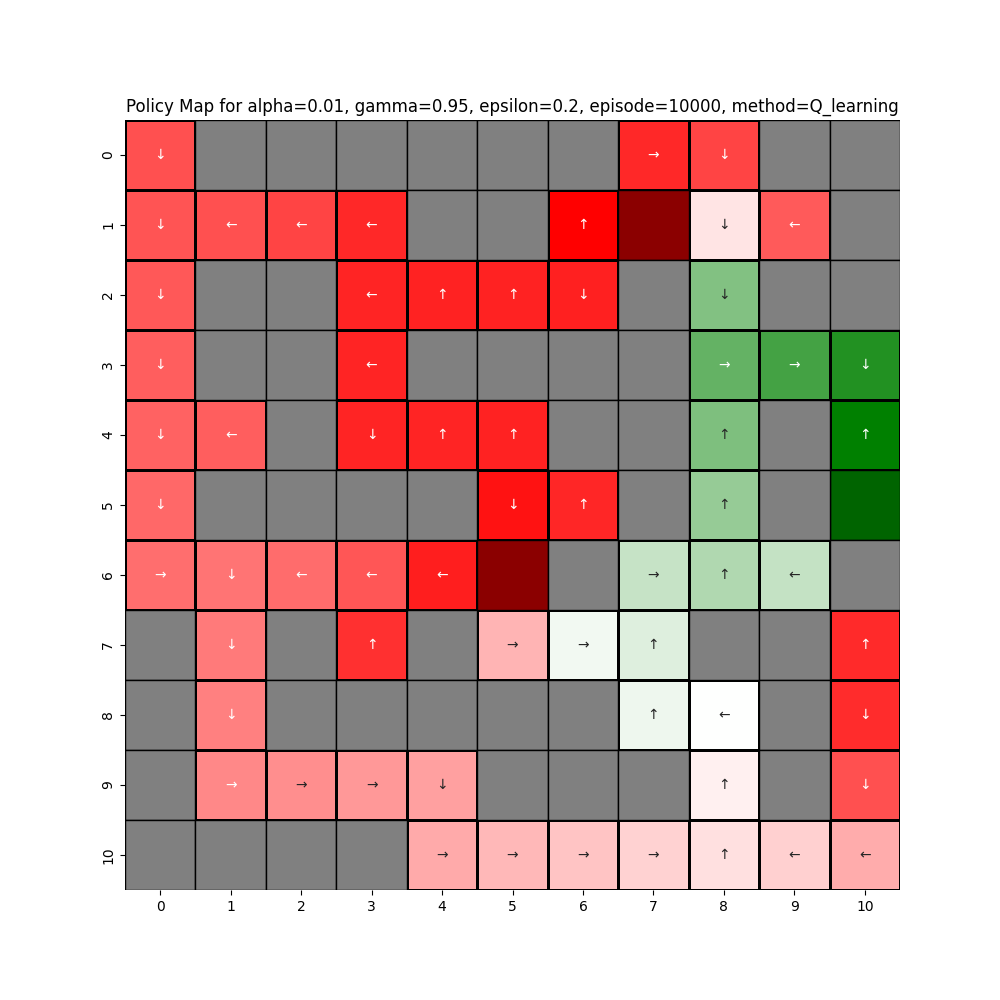 Policy Map for alpha=0.01, gamma=0.95, epsilon=0.2, episode=10000, method=Q_learning
0 ↓ → ↓
1 ↓ ← ← ← ↑ ↓ ←
2 ↓ ← ↑ ↑ ↓ ↓
3 ↓ ← → → ↓
4 ↓ ← ↓ ↑ ↑ ↑ ↑
5 ↓ ↓ ↑ ↑
6 → ↓ ← ← ← → ↑ ←
7 ↓ ↑ → → ↑ ↑
8 ↓ ↑ ← ↓
9 → → → ↓ ↑ ↓
10 → → → → ↑ ← ←
0 1 2 3 4 5 6 7 8 9 10